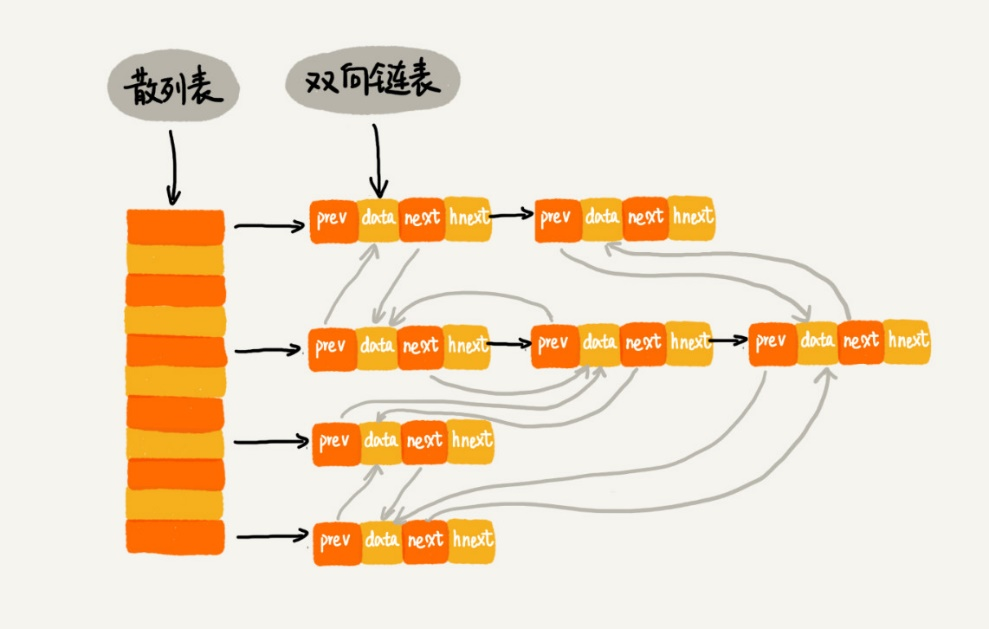 散列表
双向链表
prev data next hnext prev data next hnext
prev data next hnext prev data next hnext prev data next hnext
prev data next hnext
prev data next hnext